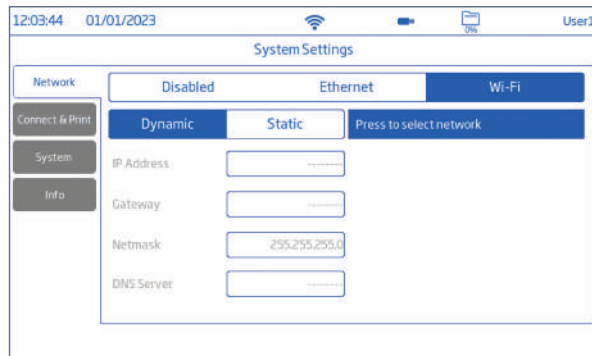 12:03:44 01/01/2023 0% User1
System Settings
Network Disabled Ethernet Wi-Fi
Connect & Print Dynamic Static Press to select network
System IP Address --------
Info
Gateway --------
Netmask 255.255.255.0
DNS Server --------